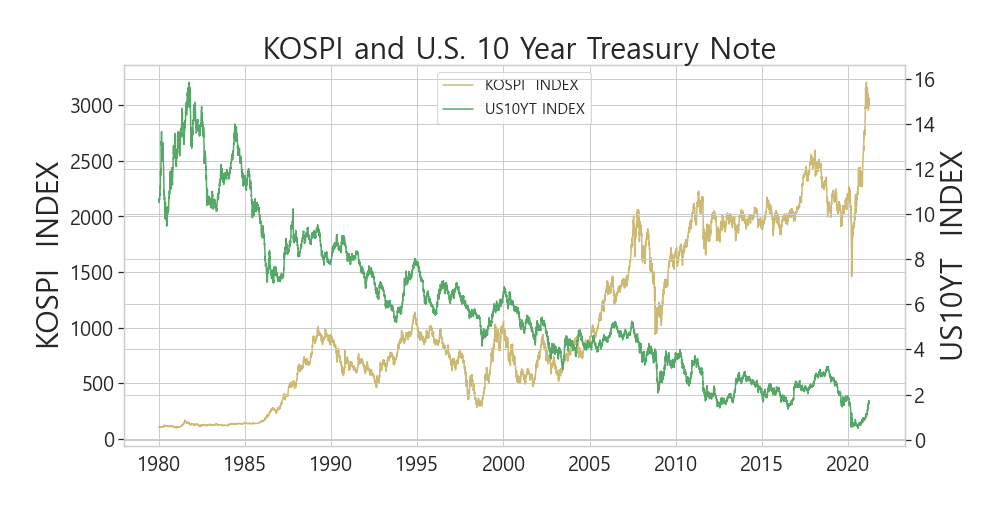 KOSPI and U.S. 10 Year Treasury Note
KOSPI INDEX
US10YT INDEX
KOSPI INDEX
3000
2500
2000
1500
1000
500
0
16
14
12
10
8
6
4
2
0
US10YT INDEX
1980 1985 1990 1995 2000 2005 2010 2015 2020